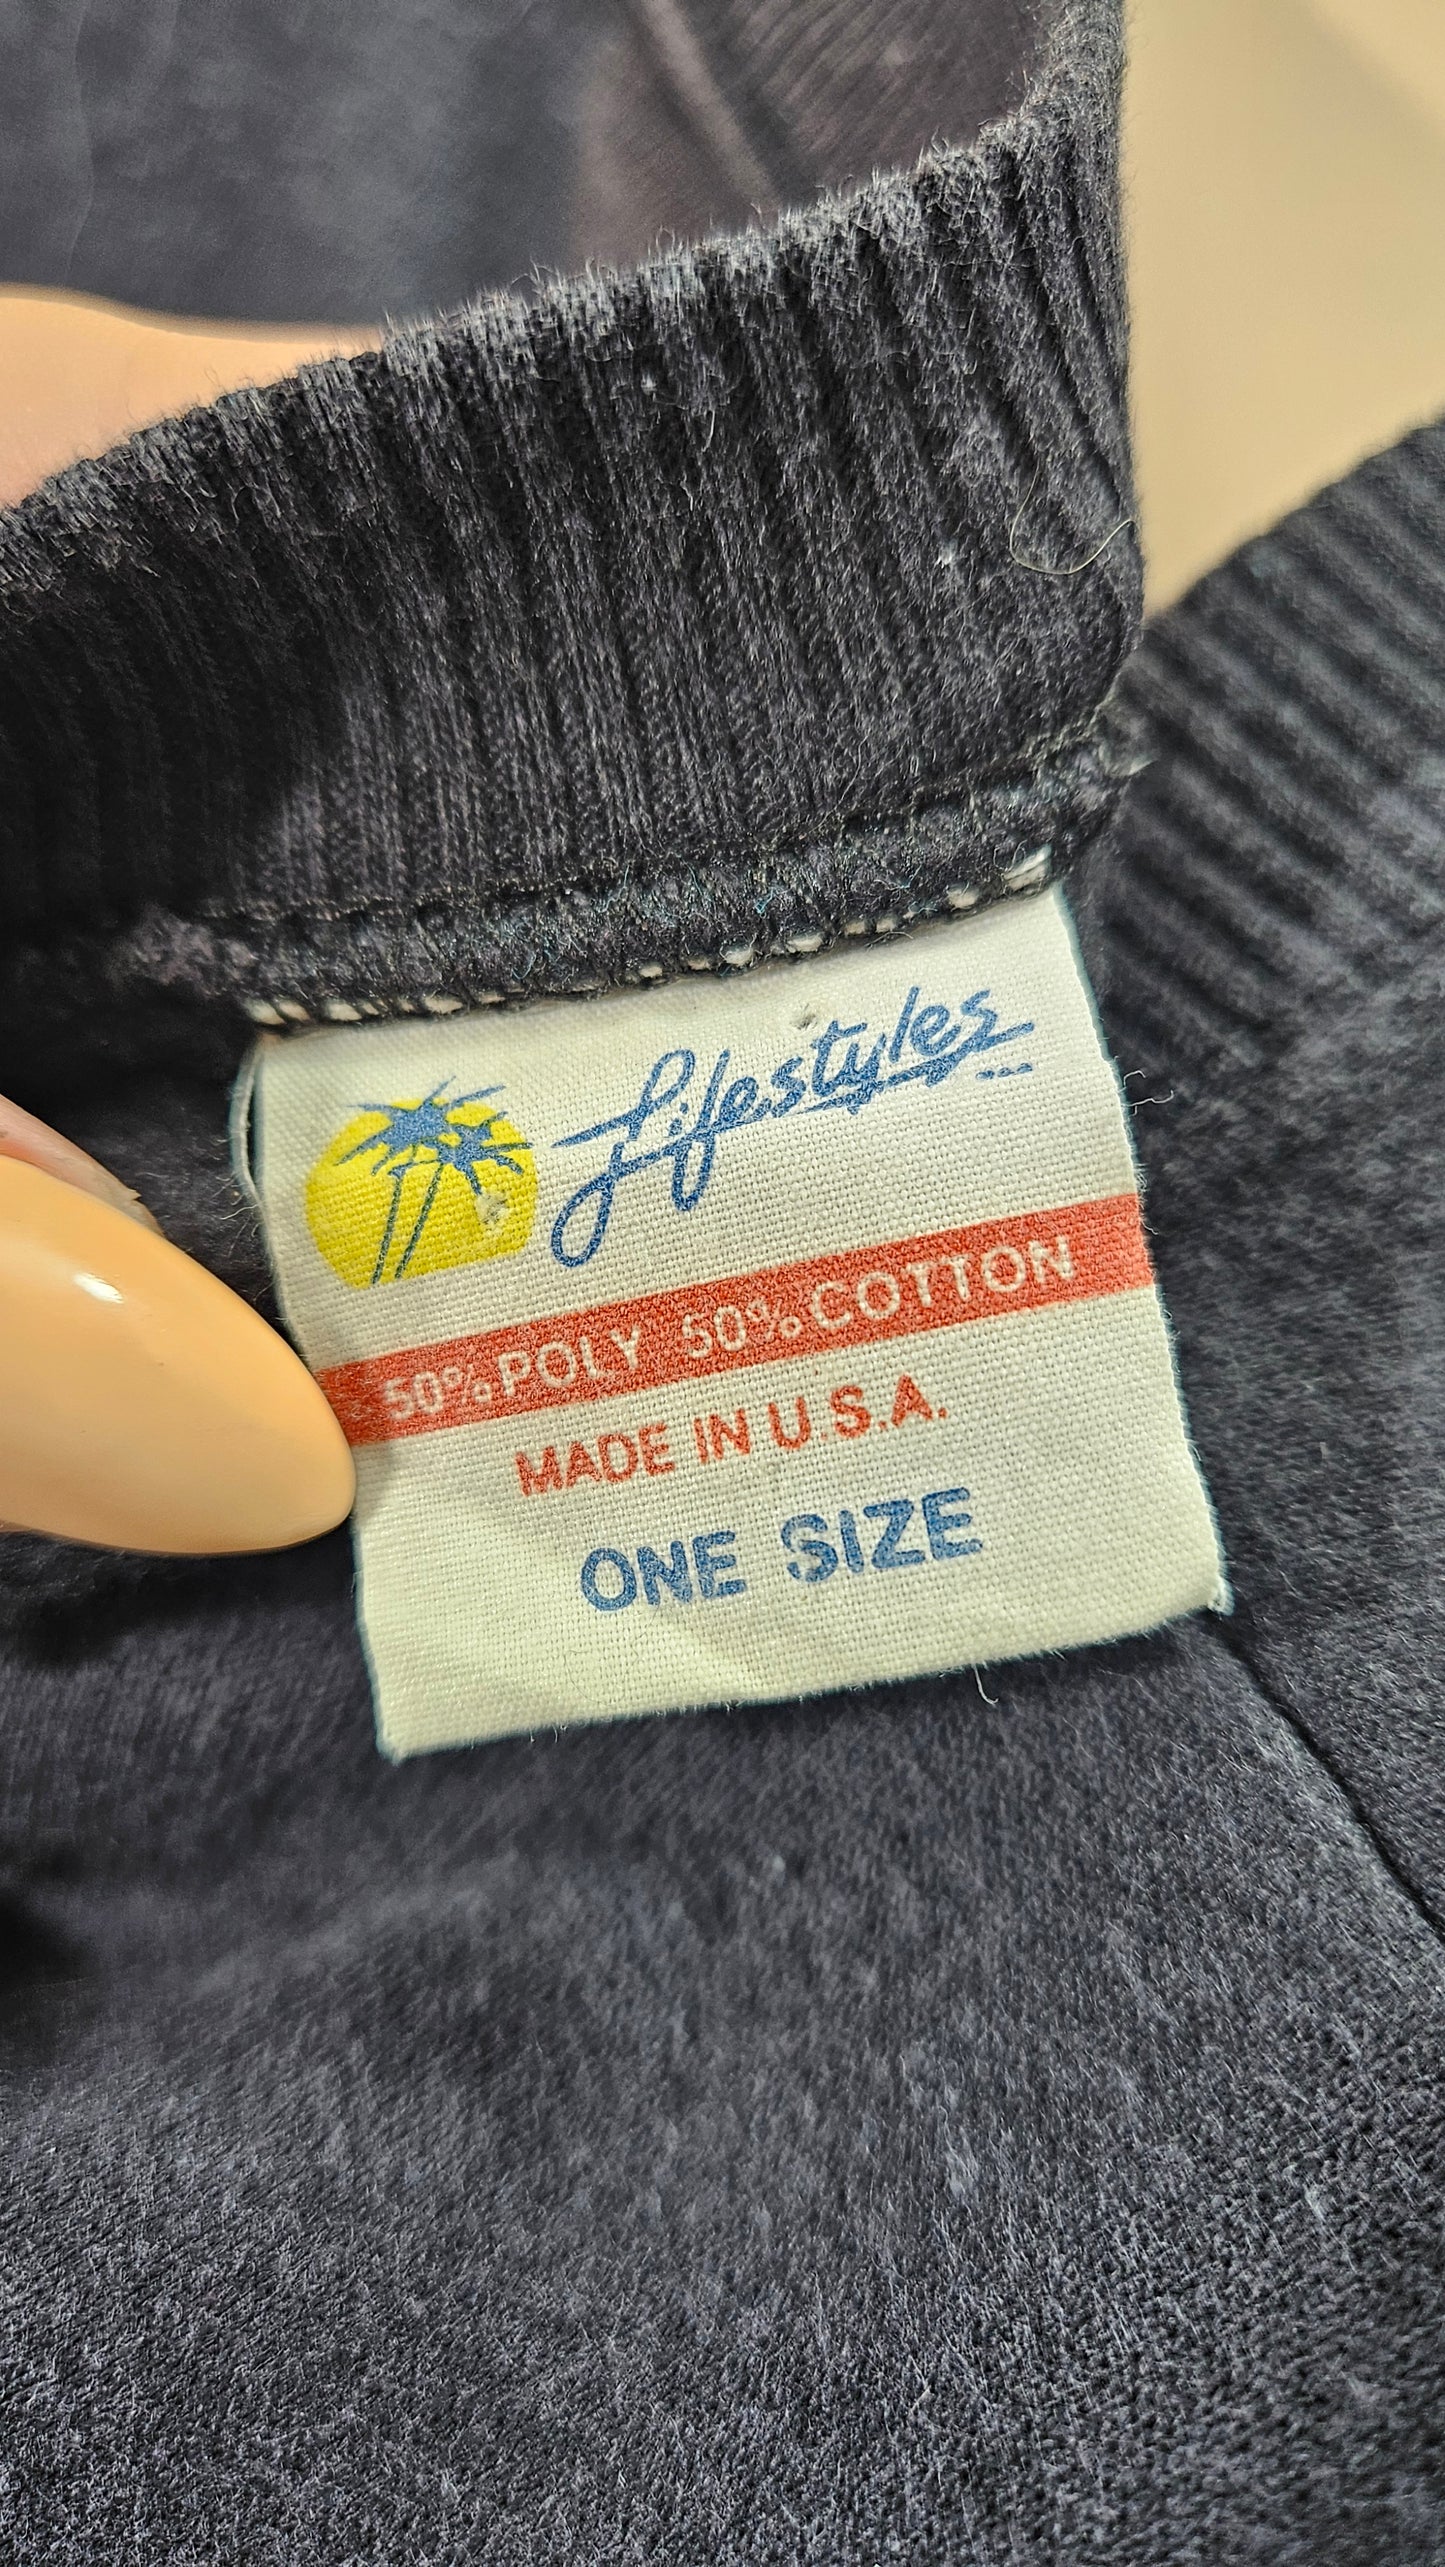 Lifestyles...
50% POLY 50% COTTON
MADE IN U.S.A.
ONE SIZE